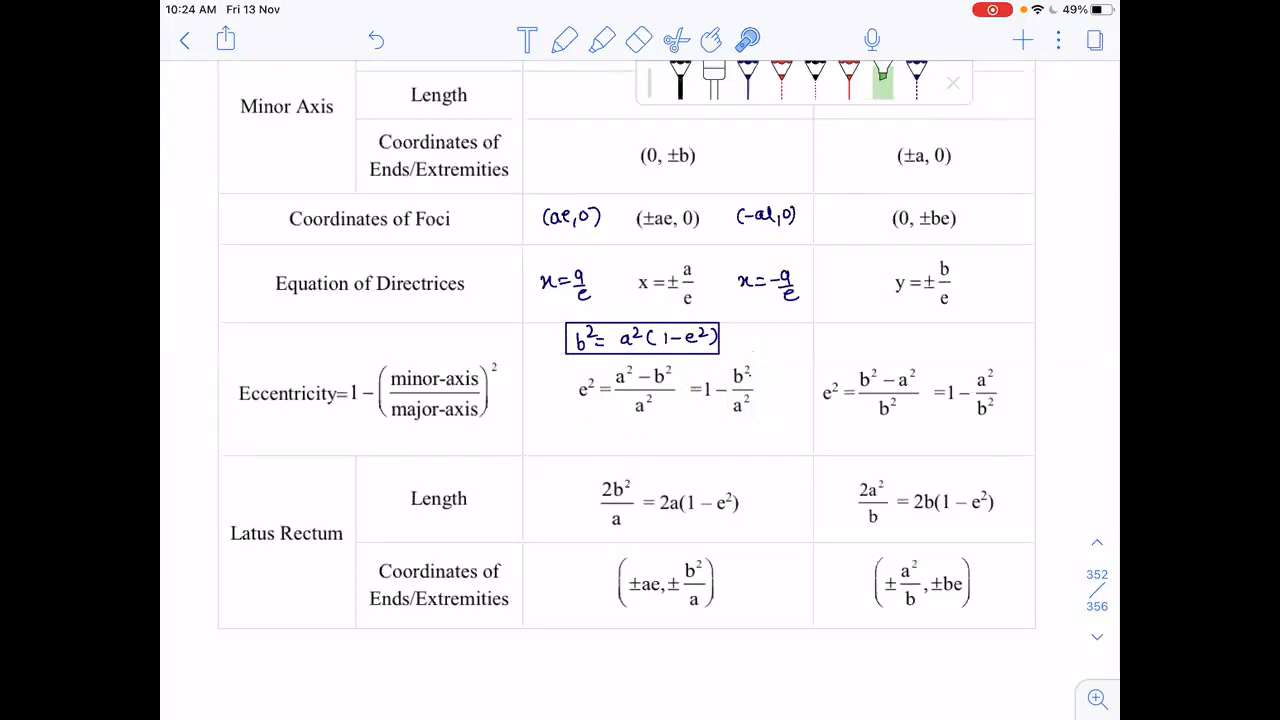 10:24 AM Fri 13 Nov 49%
T
Minor Axis
Length
Coordinates of Ends/Extremities (0, ±b) (±a, 0)
Coordinates of Foci (ae,0) (±ae, 0) (-ae,0) (0, ±be)
Equation of Directrices x=a/e x = ± a/e x=-a/e y = ± b/e
b²= a²(1-e²)
Eccentricity=1 − (minor-axis/major-axis)² e² = (a² − b²)/a² =1 − b²/a² e² = (b² − a²)/b² =1 − a²/b²
Latus Rectum
Length 2b²/a = 2a(1 – e²) 2a²/b = 2b(1 – e²)
Coordinates of Ends/Extremities (±ae, ± b²/a) (± a²/b, ±be)
352
356